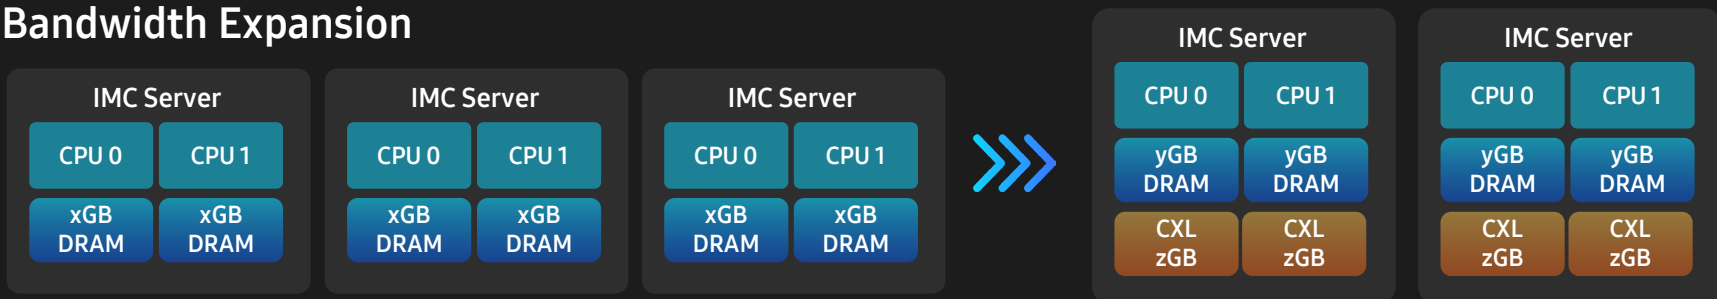 Bandwidth Expansion
IMC Server
CPU 0
CPU 1
xGB
DRAM
xGB
DRAM
IMC Server
CPU 0
CPU 1
xGB
DRAM
xGB
DRAM
IMC Server
CPU 0
CPU 1
xGB
DRAM
xGB
DRAM
IMC Server
CPU 0
CPU 1
yGB
DRAM
yGB
DRAM
CXL
zGB
CXL
zGB
IMC Server
CPU 0
CPU 1
yGB
DRAM
yGB
DRAM
CXL
zGB
CXL
zGB